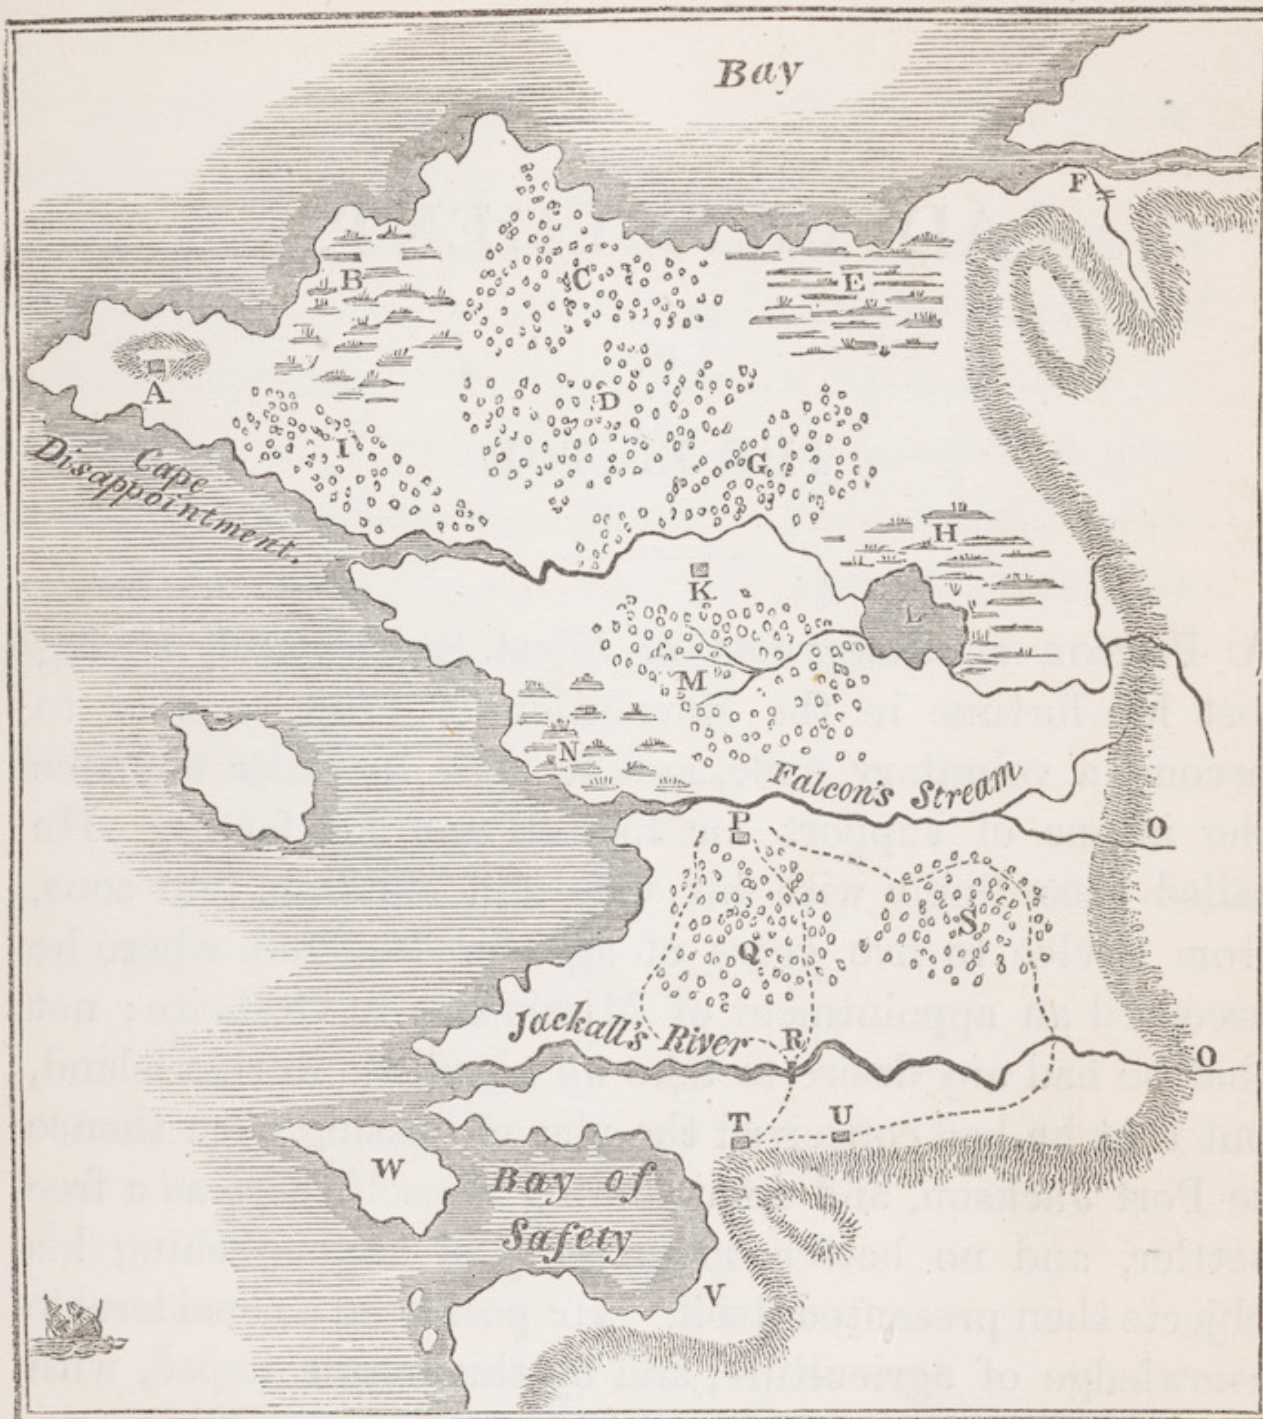 Bay
F
B
C
E
A
D
I
G
Cape
Disappointment.
H
K
L
M
N
Falcon's Stream
P
O
S
Q
Jackall's River
R
O
T
U
W
Bay of
Safety
V